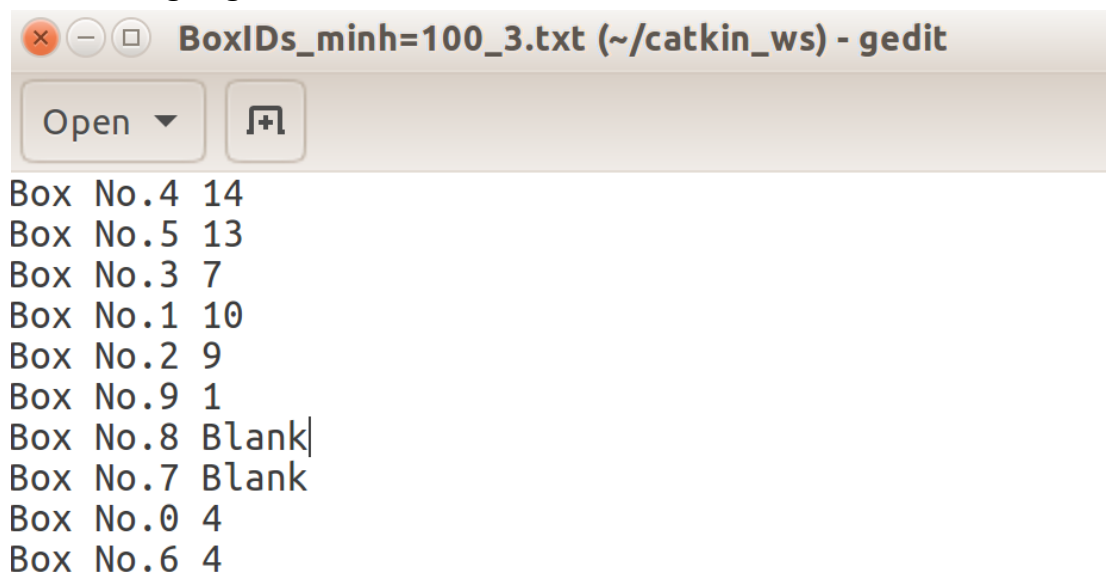 BoxIDs_minh=100_3.txt (~/catkin_ws) - gedit
Open
Box No.4 14
Box No.5 13
Box No.3 7
Box No.1 10
Box No.2 9
Box No.9 1
Box No.8 Blank
Box No.7 Blank
Box No.0 4
Box No.6 4